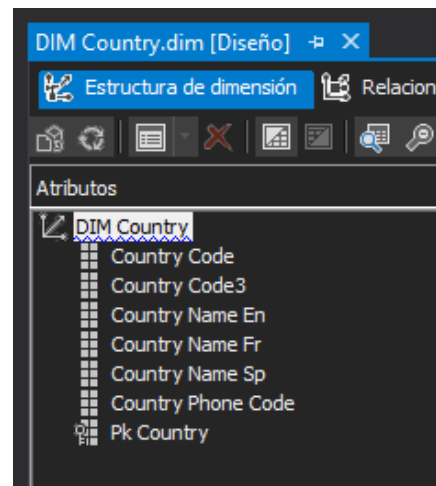 DIM Country.dim [Diseño]
Estructura de dimensión Relacion
Atributos
DIM Country
Country Code
Country Code3
Country Name En
Country Name Fr
Country Name Sp
Country Phone Code
Pk Country